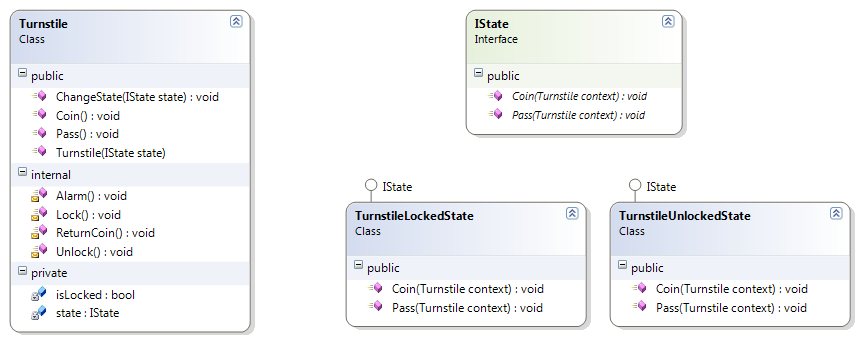 Turnstile
Class
public
ChangeState(IState state) : void
Coin() : void
Pass() : void
Turnstile(IState state)
internal
Alarm() : void
Lock() : void
ReturnCoin() : void
Unlock() : void
private
isLocked : bool
state : IState
IState
Interface
public
Coin(Turnstile context) : void
Pass(Turnstile context) : void
IState
TurnstileLockedState
Class
public
Coin(Turnstile context) : void
Pass(Turnstile context) : void
IState
TurnstileUnlockedState
Class
public
Coin(Turnstile context) : void
Pass(Turnstile context) : void